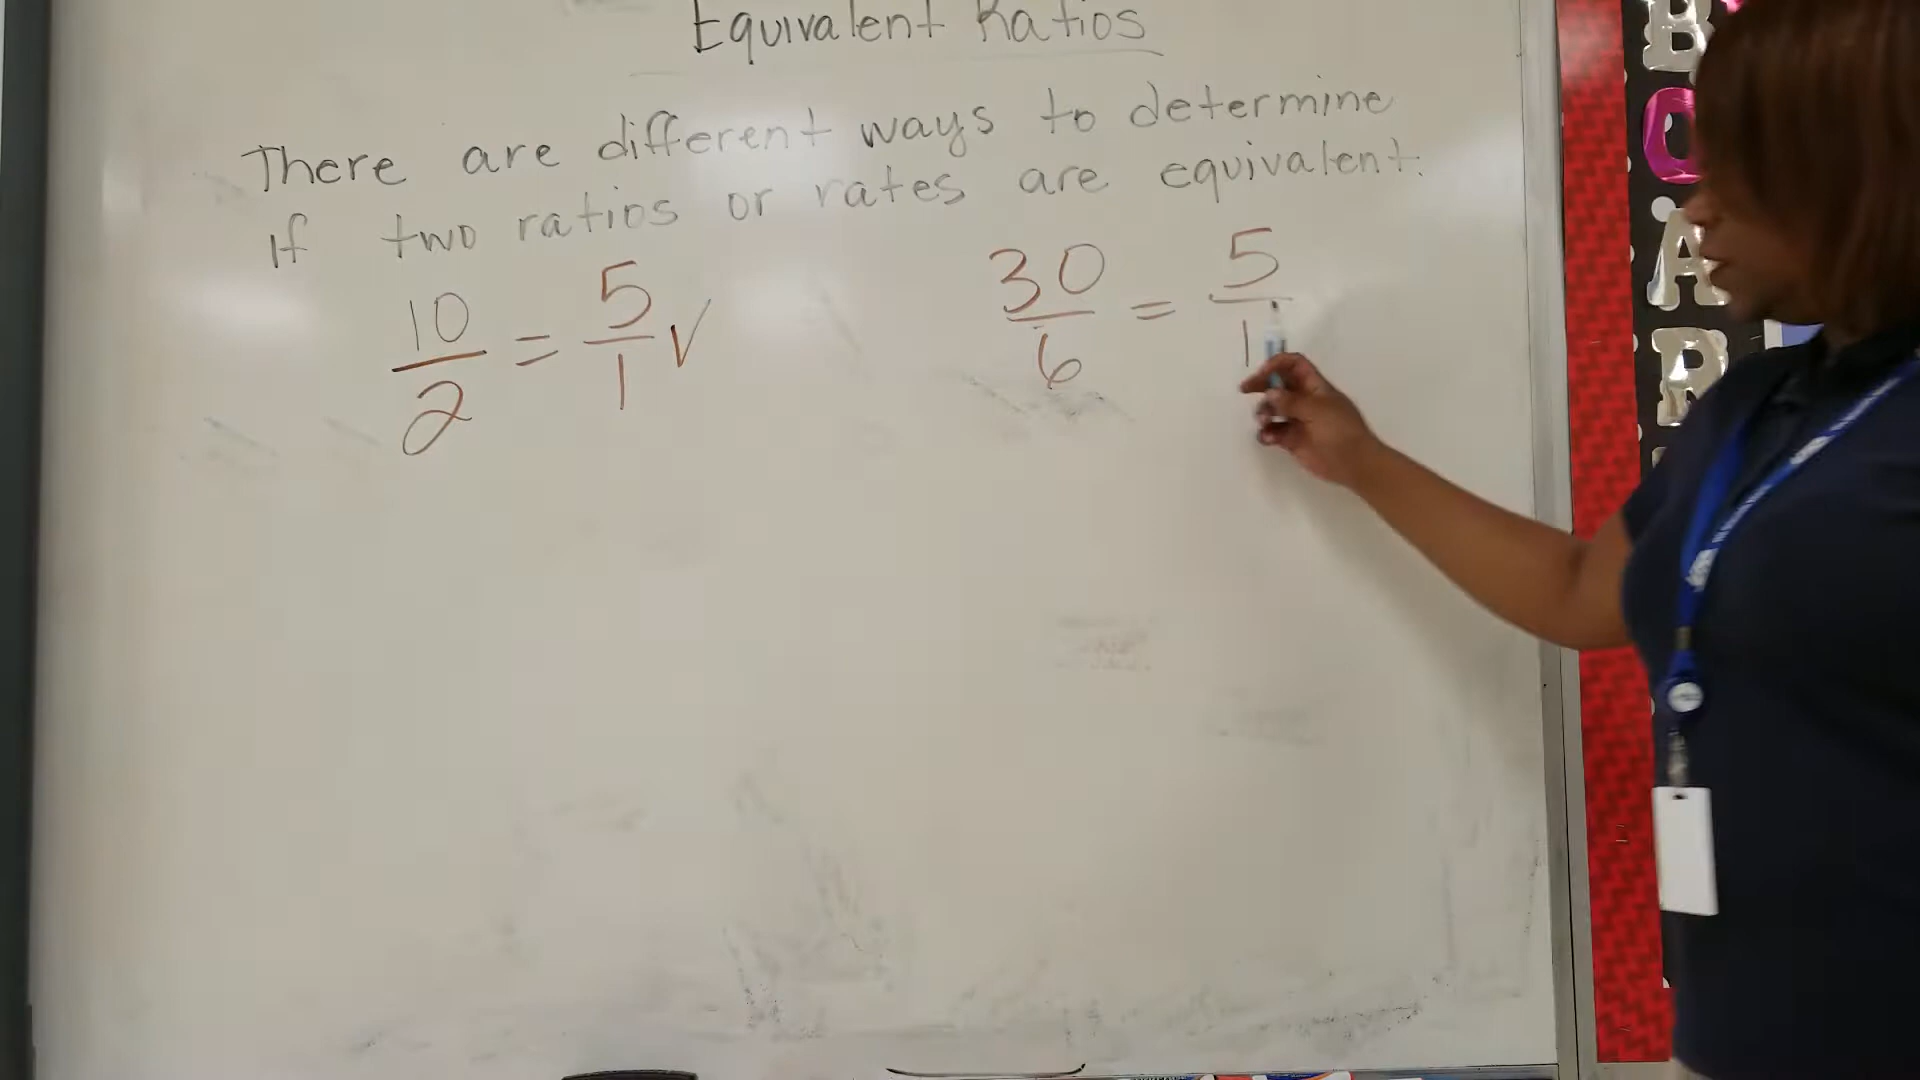 Equivalent Ratios
There are different ways to determine
if two ratios or rates are equivalent.
10/2 = 5/1 ✓
30/6 = 5/1
B
O
A
R